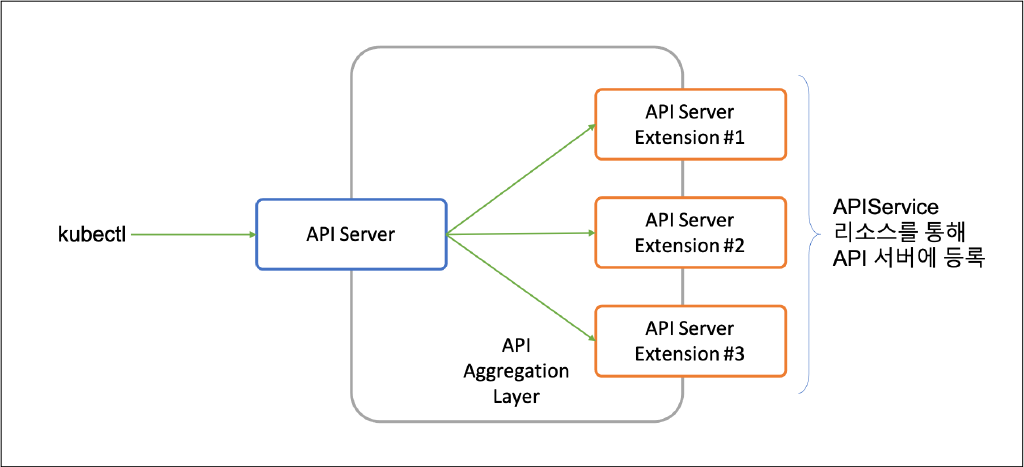 kubectl
API Server
API Server
Extension #1
API Server
Extension #2
API Server
Extension #3
API
Aggregation
Layer
APIService
리소스를 통해
API 서버에 등록